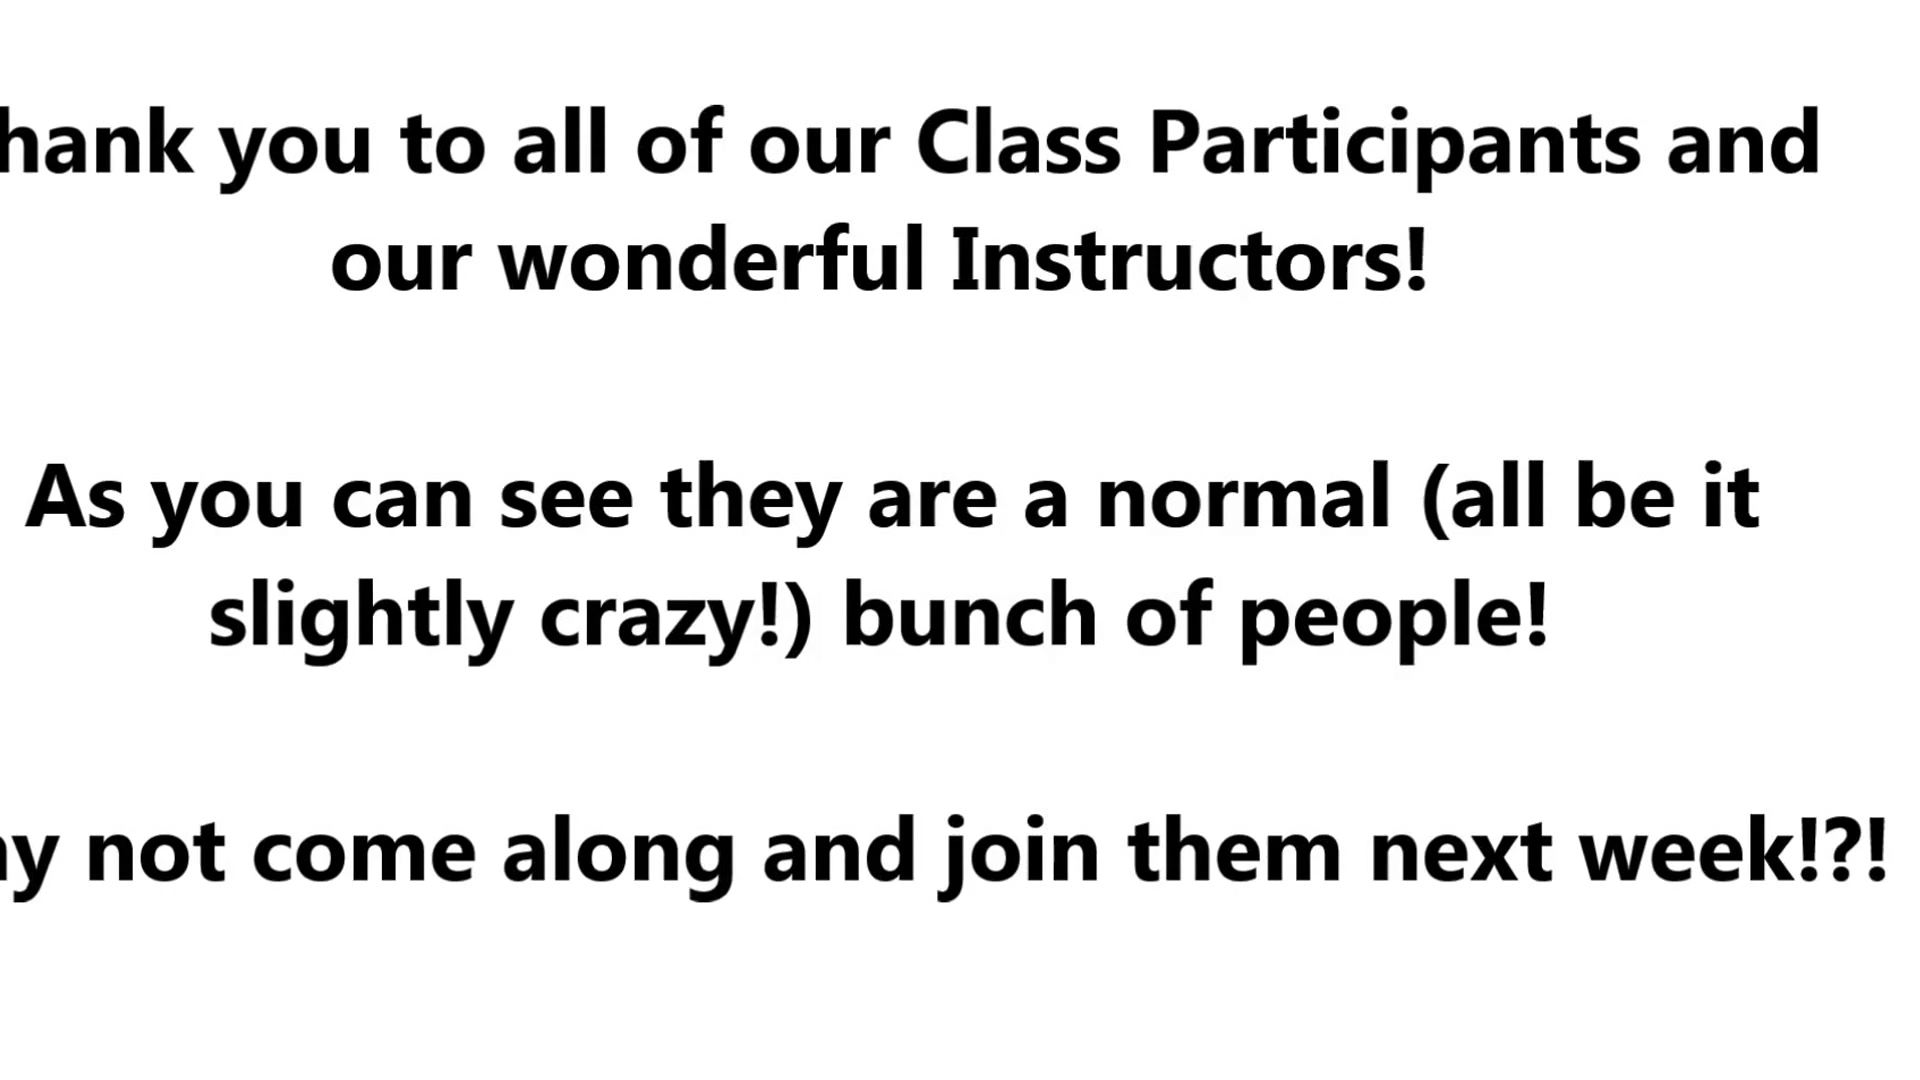 hank you to all of our Class Participants and
our wonderful Instructors!
As you can see they are a normal (all be it
slightly crazy!) bunch of people!
y not come along and join them next week!?!